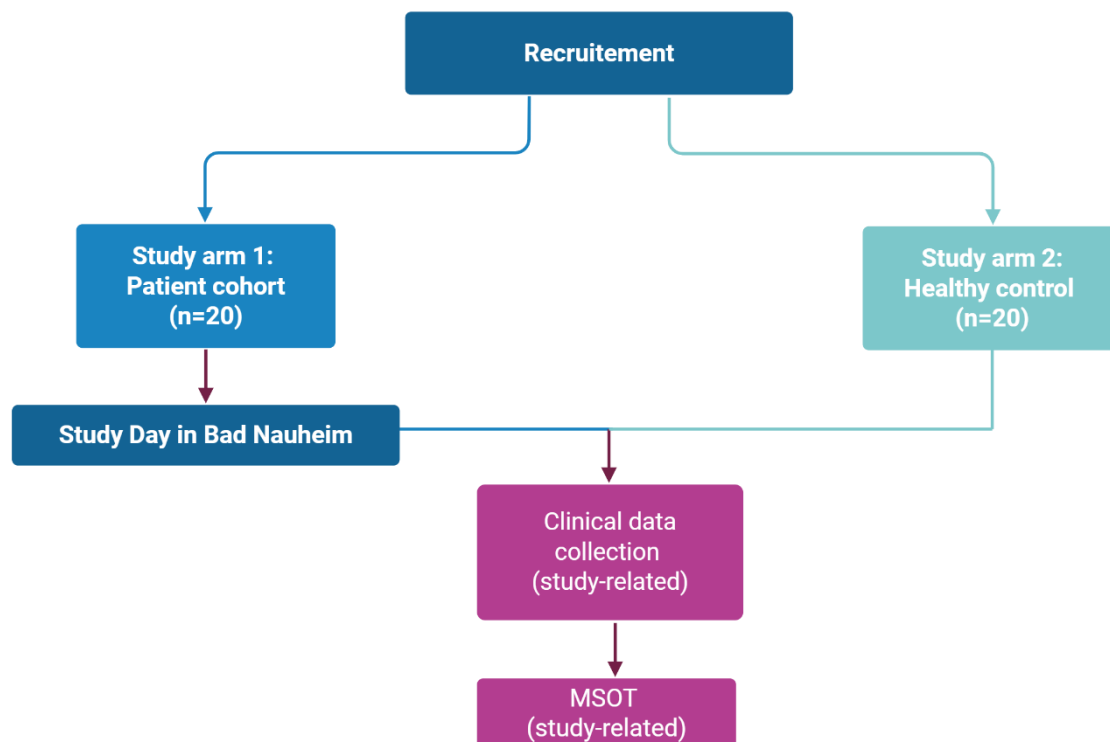 Recruitement
Study arm 1:
Patient cohort
(n=20)
Study arm 2:
Healthy control
(n=20)
Study Day in Bad Nauheim
Clinical data
collection
(study-related)
MSOT
(study-related)